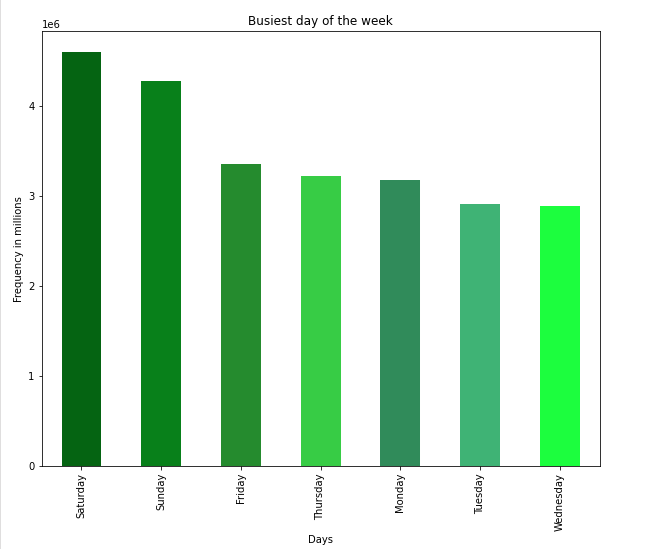 Busiest day of the week
1e6
4
3
2
1
0
Frequency in millions
Saturday
Sunday
Friday
Thursday
Monday
Tuesday
Wednesday
Days